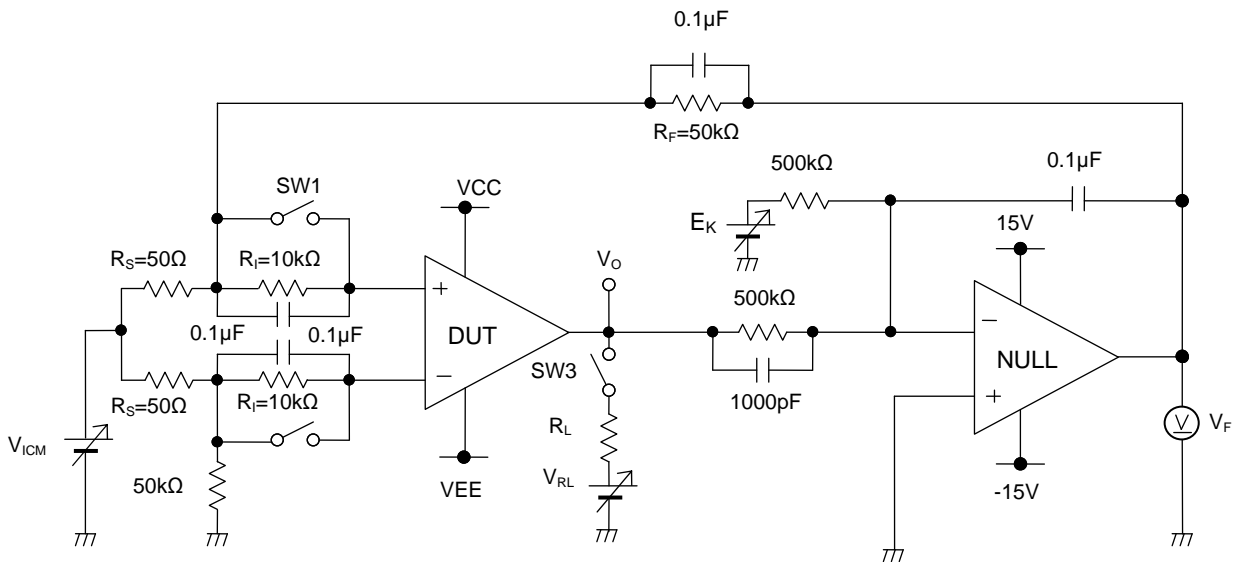 0.1μF
RF=50kΩ
500kΩ
0.1μF
SW1
VCC
EK
15V
RS=50Ω
RI=10kΩ
VO
500kΩ
+
−
0.1μF
0.1μF
DUT
NULL
−
SW3
+
1000pF
RS=50Ω
RI=10kΩ
RL
V
VF
VICM
VRL
50kΩ
VEE
-15V